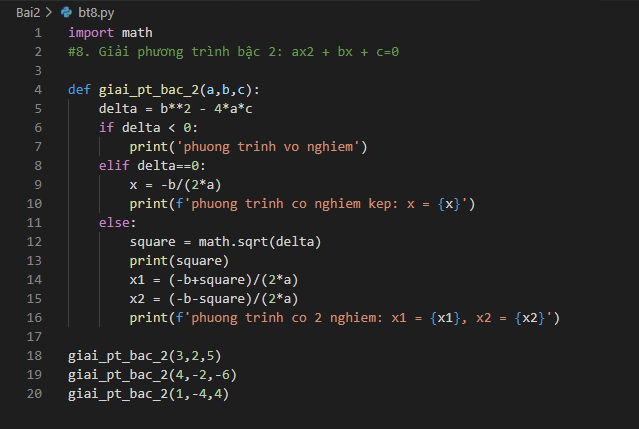 Bai2 > bt8.py
1 import math
2 #8. Giải phương trình bậc 2: ax2 + bx + c=0
3
4 def giai_pt_bac_2(a,b,c):
5     delta = b**2 - 4*a*c
6     if delta < 0:
7         print('phuong trinh vo nghiem')
8     elif delta==0:
9         x = -b/(2*a)
10         print(f'phuong trinh co nghiem kep: x = {x}')
11     else:
12         square = math.sqrt(delta)
13         print(square)
14         x1 = (-b+square)/(2*a)
15         x2 = (-b-square)/(2*a)
16         print(f'phuong trinh co 2 nghiem: x1 = {x1}, x2 = {x2}')
17
18 giai_pt_bac_2(3,2,5)
19 giai_pt_bac_2(4,-2,-6)
20 giai_pt_bac_2(1,-4,4)